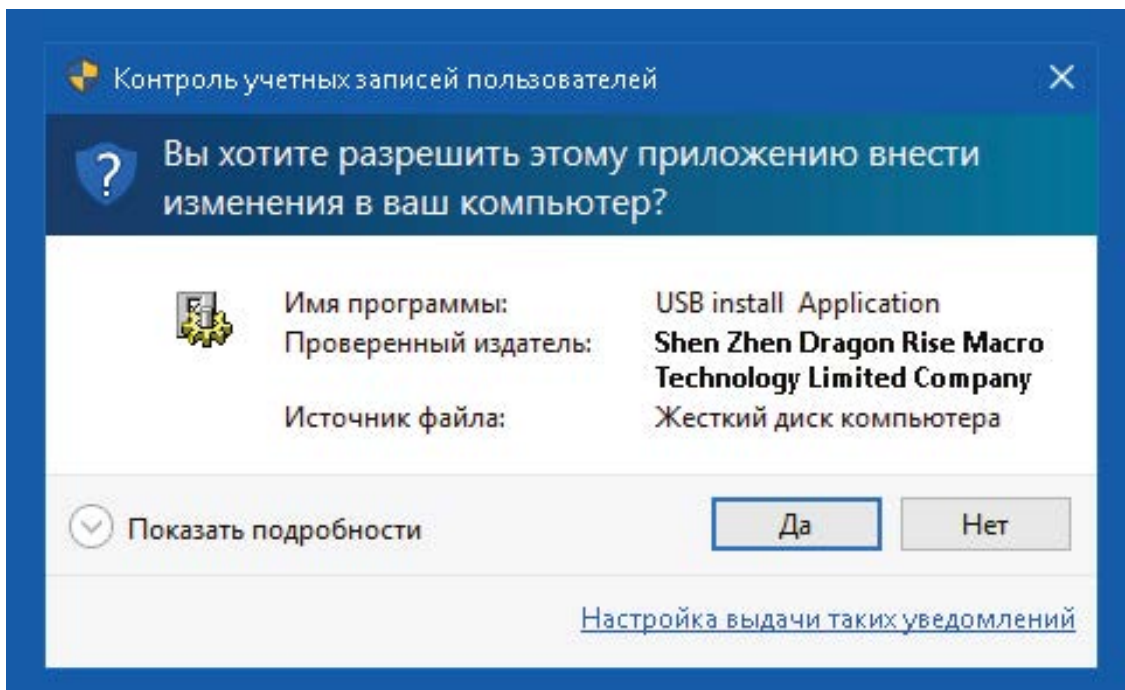 Контроль учетных записей пользователей
Вы хотите разрешить этому приложению внести
изменения в ваш компьютер?
Имя программы: USB install Application
Проверенный издатель: Shen Zhen Dragon Rise Macro
Technology Limited Company
Источник файла: Жесткий диск компьютера
Показать подробности
Да
Нет
Настройка выдачи таких уведомлений